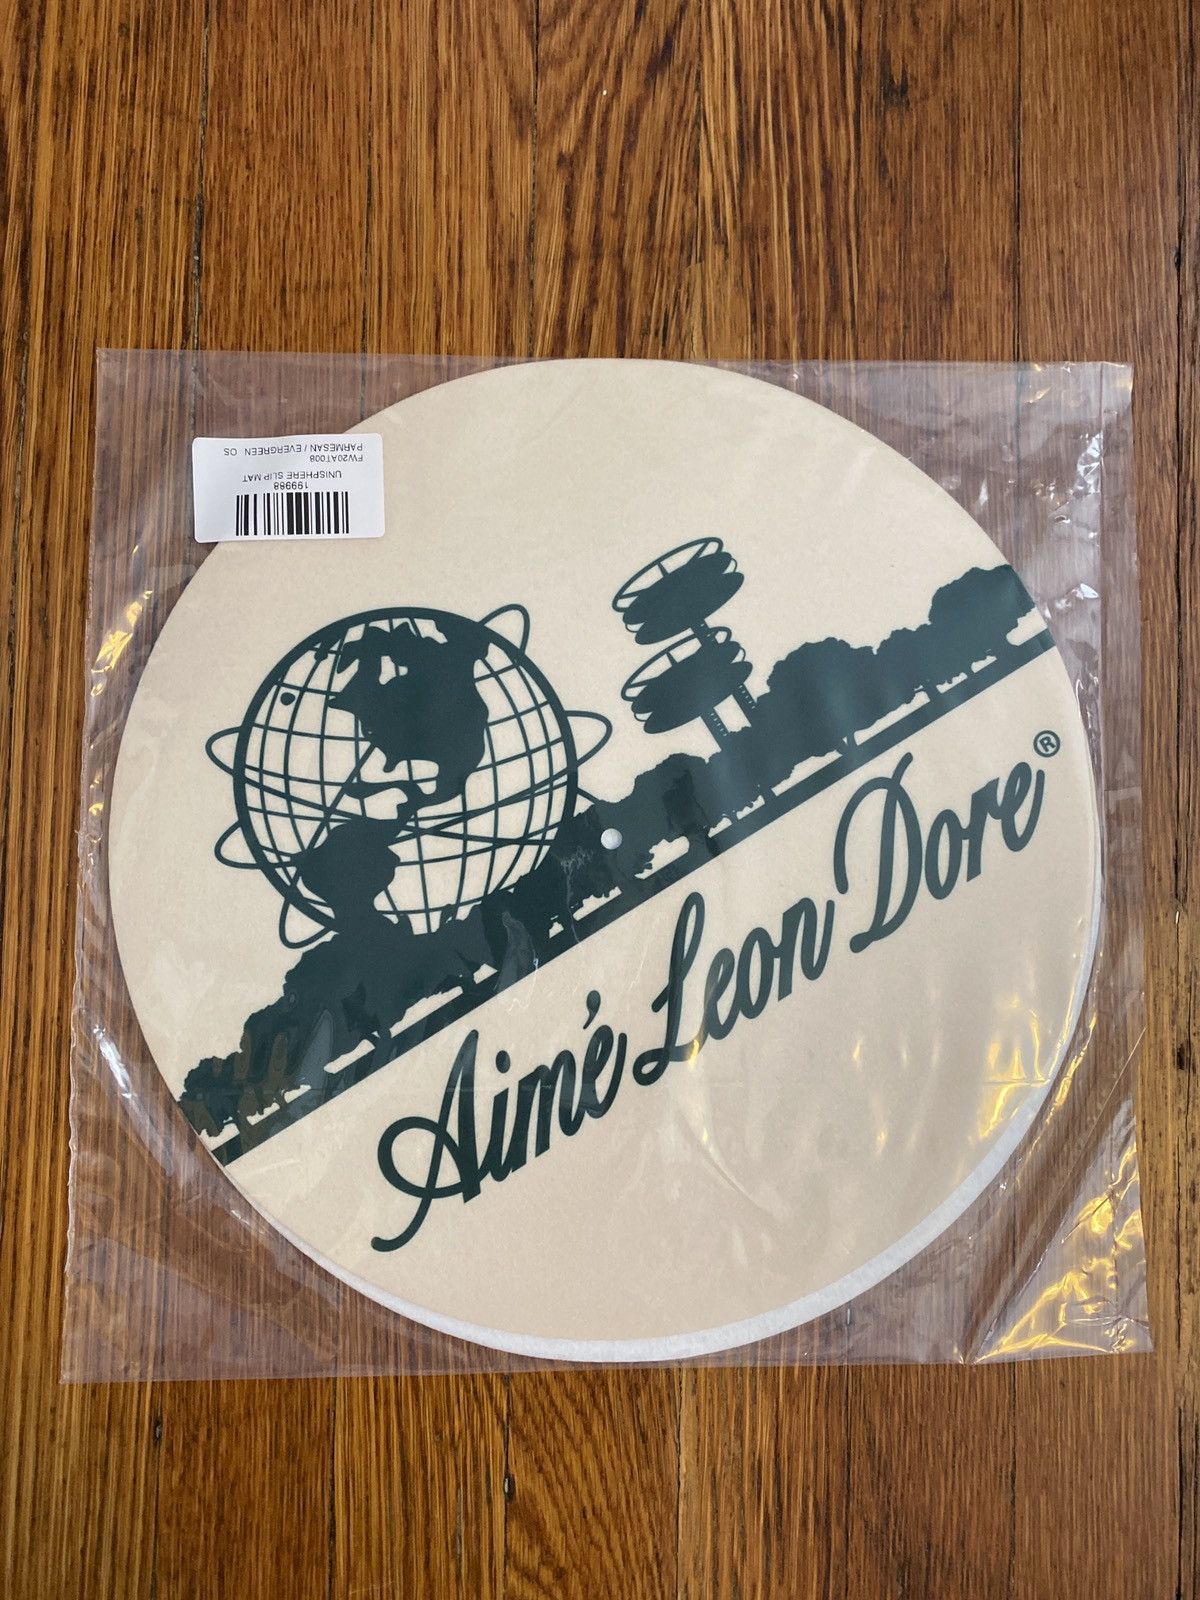 199988
UNISPHERE SLIP MAT
FW20AT008
PARMESAN / EVERGREEN OS
Aimé Leon Dore®